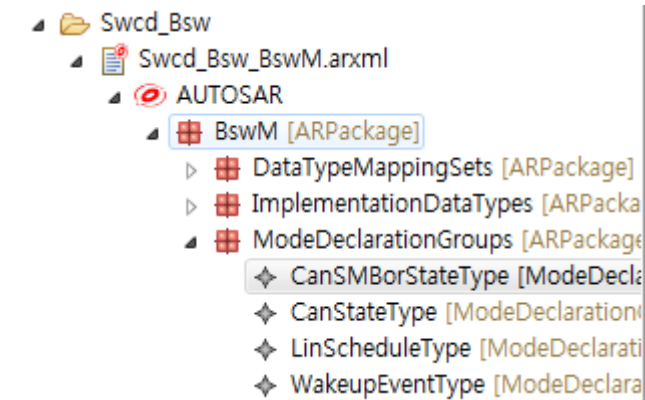 Swcd_Bsw
Swcd_Bsw_BswM.arxml
AUTOSAR
BswM [ARPackage]
DataTypeMappingSets [ARPackage]
ImplementationDataTypes [ARPacka
ModeDeclarationGroups [ARPackage
CanSMBorStateType [ModeDecla
CanStateType [ModeDeclaration
LinScheduleType [ModeDeclarati
WakeupEventType [ModeDeclara